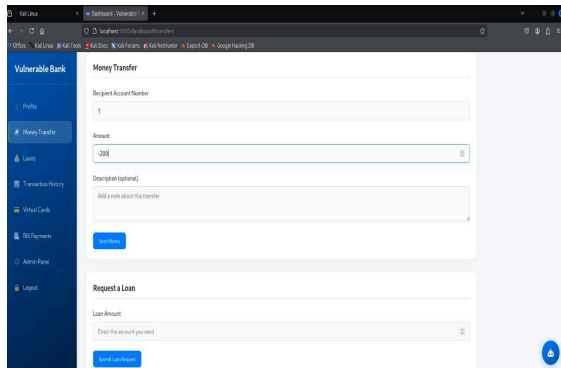 Kali Linux
Dashboard - Vulnerable
localhost:5000/dashboard#transfers
OffSec Kali Linux Kali Tools Kali Docs Kali Forums Kali NetHunter Exploit-DB Google Hacking DB
Vulnerable Bank
Profile
Money Transfer
Loans
Transaction History
Virtual Cards
Bill Payments
Admin Panel
Logout
Money Transfer
Recipient Account Number
1
Amount
-200
Description (optional)
Add a note about this transfer
Send Money
Request a Loan
Loan Amount
Enter the amount you need
Submit Loan Request